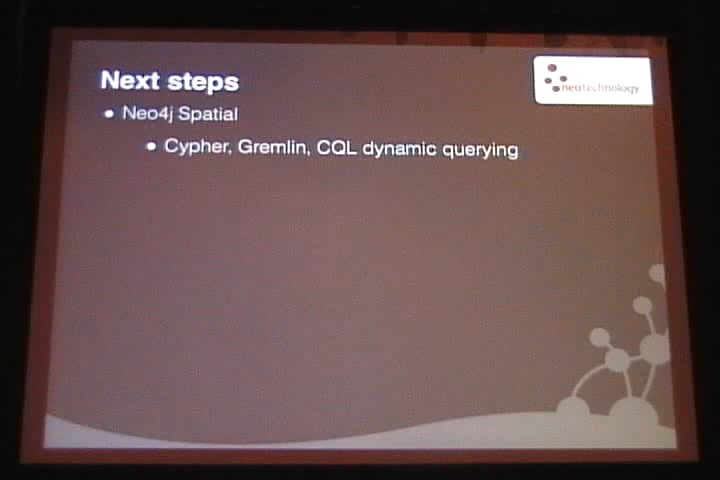 Next steps
neotechnology
• Neo4j Spatial
• Cypher, Gremlin, CQL dynamic querying